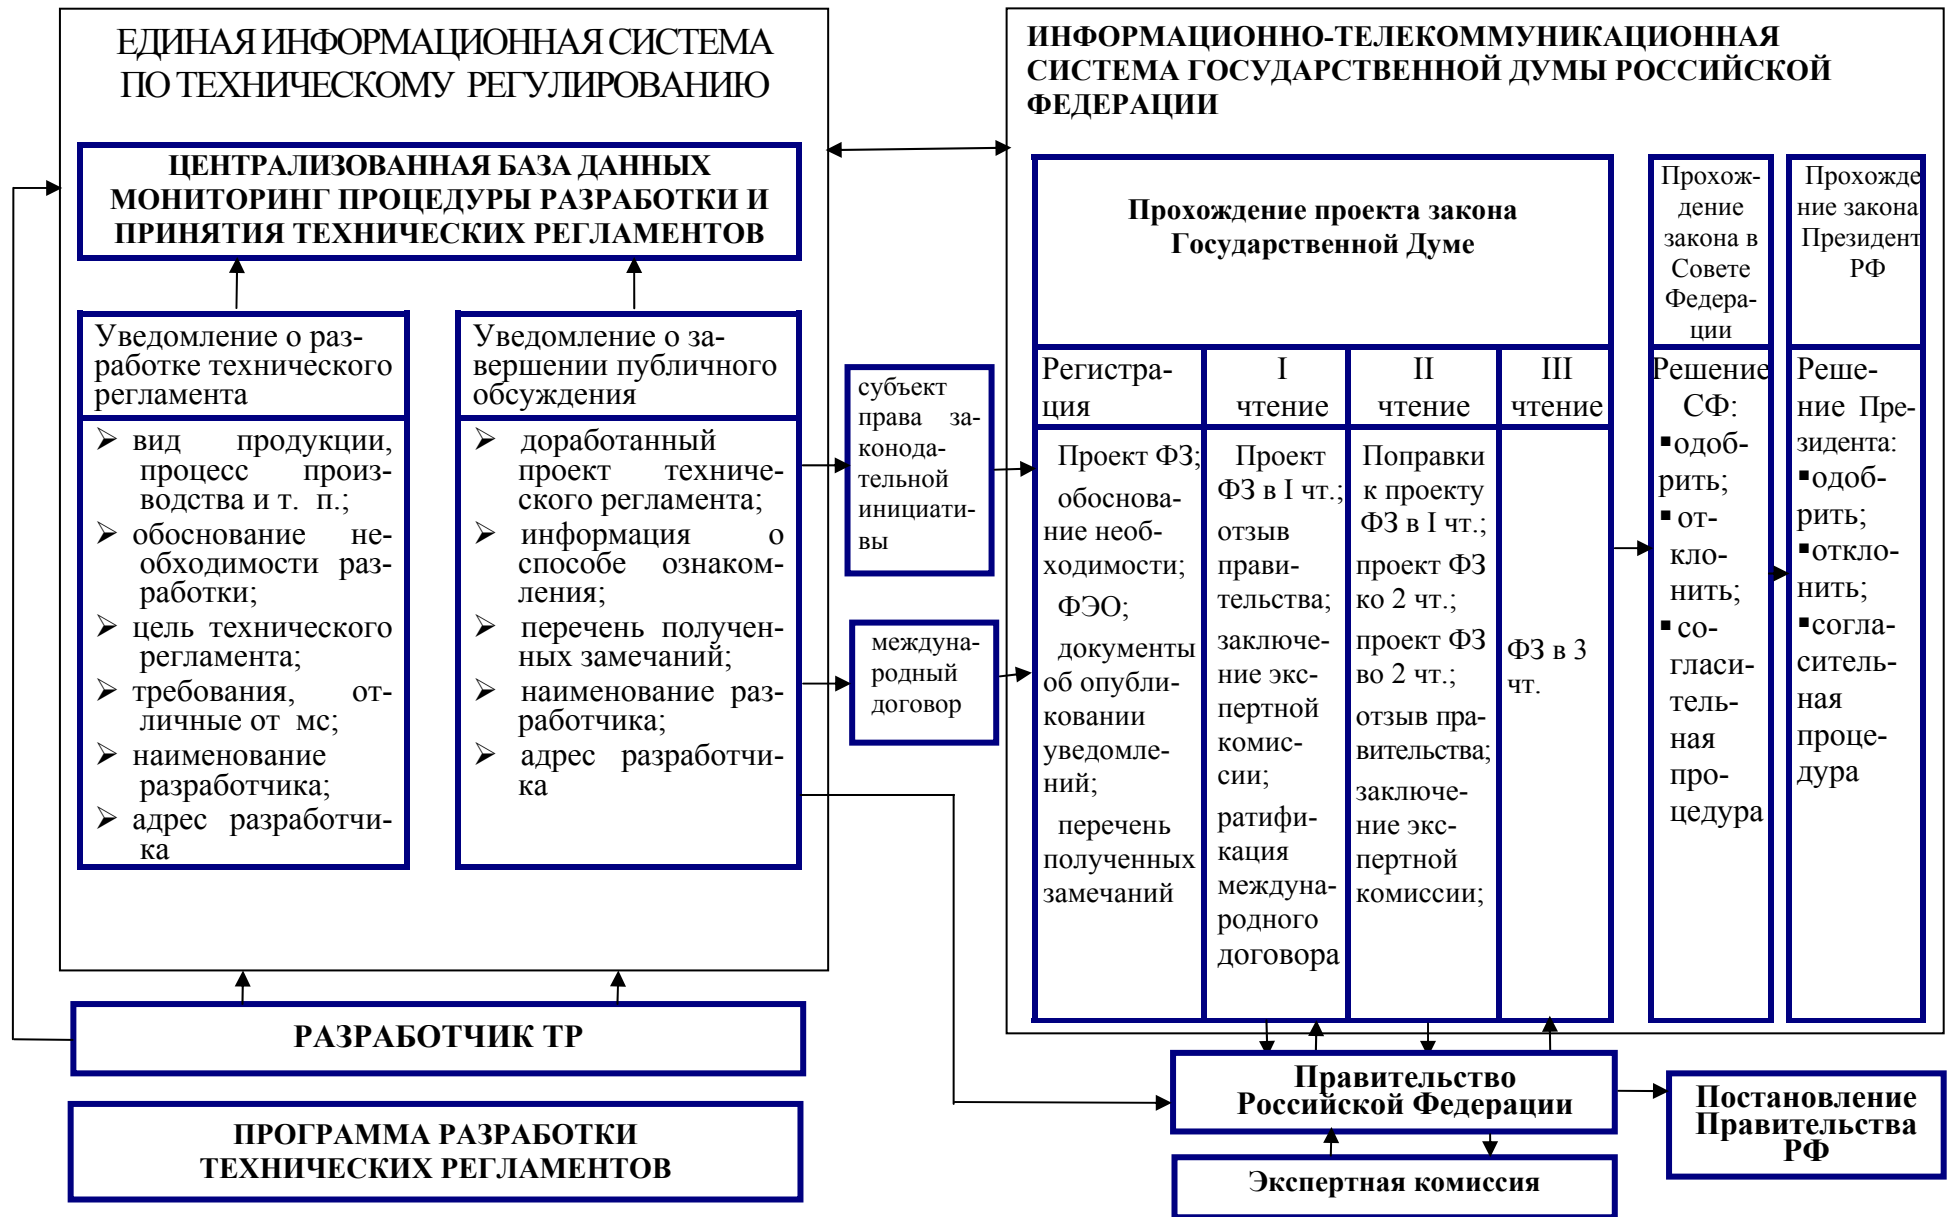 ЕДИНАЯ ИНФОРМАЦИОННАЯ СИСТЕМА
ПО ТЕХНИЧЕСКОМУ РЕГУЛИРОВАНИЮ
ЦЕНТРАЛИЗОВАННАЯ БАЗА ДАННЫХ
МОНИТОРИНГ ПРОЦЕДУРЫ РАЗРАБОТКИ И
ПРИНЯТИЯ ТЕХНИЧЕСКИХ РЕГЛАМЕНТОВ
Уведомление о раз-
работке технического
регламента
➢ вид продукции,
процесс произ-
водства и т. п.;
➢ обоснование не-
обходимости раз-
работки;
➢ цель технического
регламента;
➢ требования, от-
личные от мс;
➢ наименование
разработчика;
➢ адрес разработчи-
ка
Уведомление о за-
вершении публичного
обсуждения
➢ доработанный
проект техниче-
ского регламента;
➢ информация о
способе ознаком-
ления;
➢ перечень получен-
ных замечаний;
➢ наименование раз-
работчика;
➢ адрес разработчи-
ка
РАЗРАБОТЧИК ТР
ПРОГРАММА РАЗРАБОТКИ
ТЕХНИЧЕСКИХ РЕГЛАМЕНТОВ
субъект
права за-
конода-
тельной
инициати-
вы
междуна-
родный
договор
ИНФОРМАЦИОННО-ТЕЛЕКОММУНИКАЦИОННАЯ
СИСТЕМА ГОСУДАРСТВЕННОЙ ДУМЫ РОССИЙСКОЙ
ФЕДЕРАЦИИ
Прохождение проекта закона
Государственной Думе
Регистра-
ция
Проект ФЗ;
обоснова-
ние необ-
ходимости;
ФЭО;
документы
об опубли-
ковании
уведомле-
ний;
перечень
полученных
замечаний
I
чтение
Проект
ФЗ в I чт.;
отзыв
прави-
тельства;
заключе-
ние экс-
пертной
комис-
сии;
ратифи-
кация
междуна-
родного
договора
II
чтение
Поправки
к проекту
ФЗ в I чт.;
проект ФЗ
ко 2 чт.;
проект ФЗ
во 2 чт.;
отзыв пра-
вительства;
заключе-
ние экс-
пертной
комиссии;
III
чтение
ФЗ в 3
чт.
Прохож-
дение
закона в
Совете
Федера-
ции
Решение
СФ:
▪одоб-
рить;
▪ от-
кло-
нить;
▪ со-
гласи-
тель-
ная
про-
цедура
Прохожде
ние закона
Президент
РФ
Реше-
ние Пре-
зидента:
▪одоб-
рить;
▪откло-
нить;
▪согла-
ситель-
ная
проце-
дура
Правительство
Российской Федерации
Экспертная комиссия
Постановление
Правительства
РФ